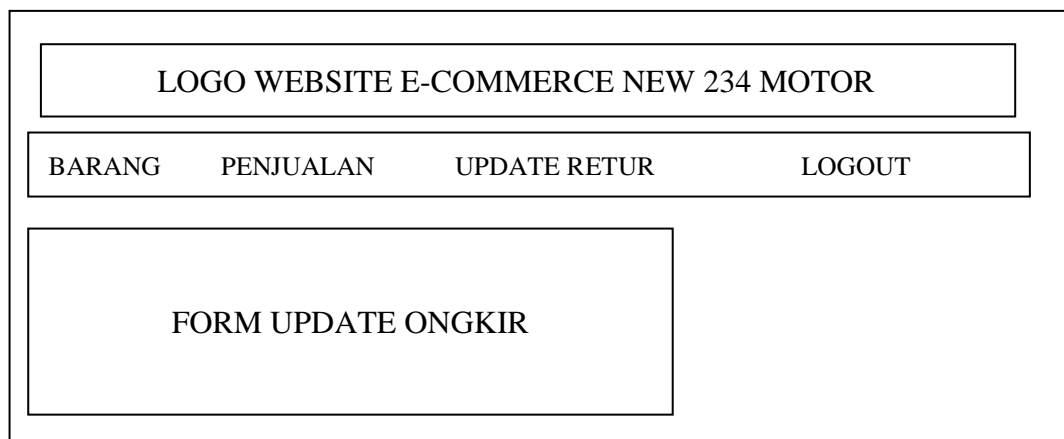 LOGO WEBSITE E-COMMERCE NEW 234 MOTOR
BARANG PENJUALAN UPDATE RETUR LOGOUT
FORM UPDATE ONGKIR